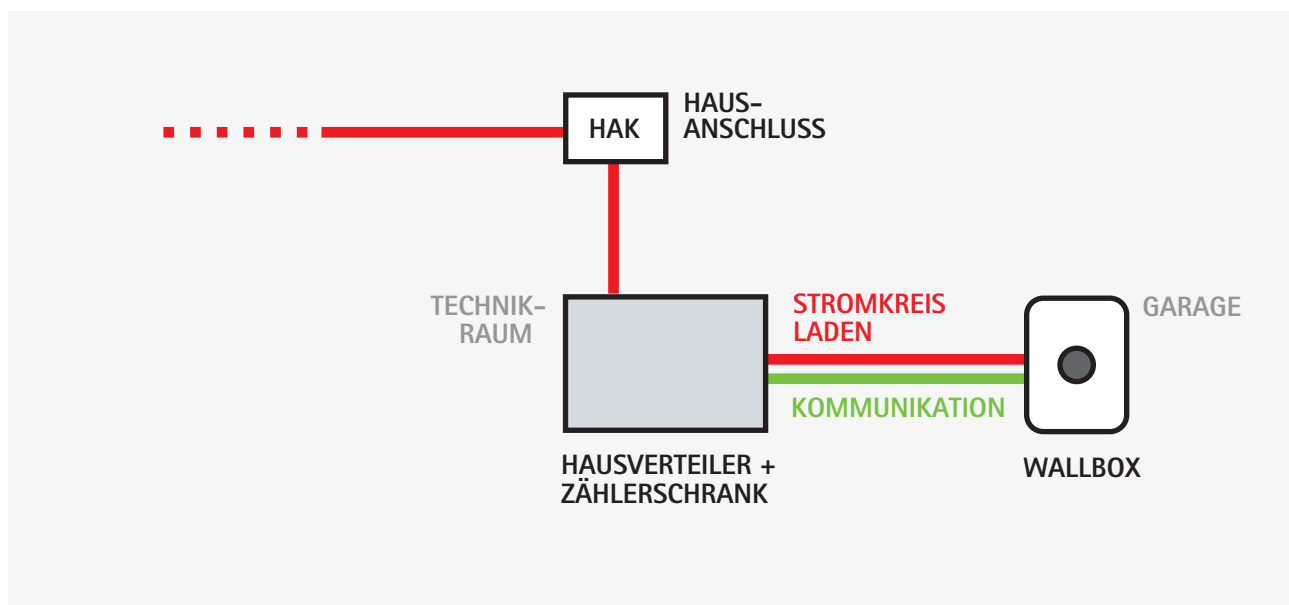 HAK
HAUS-
ANSCHLUSS
TECHNIK-
RAUM
STROMKREIS
LADEN
GARAGE
KOMMUNIKATION
HAUSVERTEILER +
ZÄHLERSCHRANK
WALLBOX